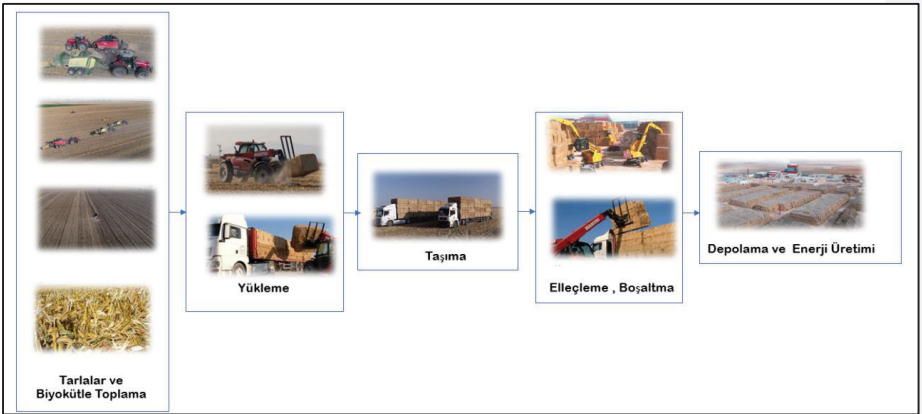 Tarlalar ve
Biyokütle Toplama
Yükleme
Taşıma
Elleçleme , Boşaltma
Depolama ve Enerji Üretimi